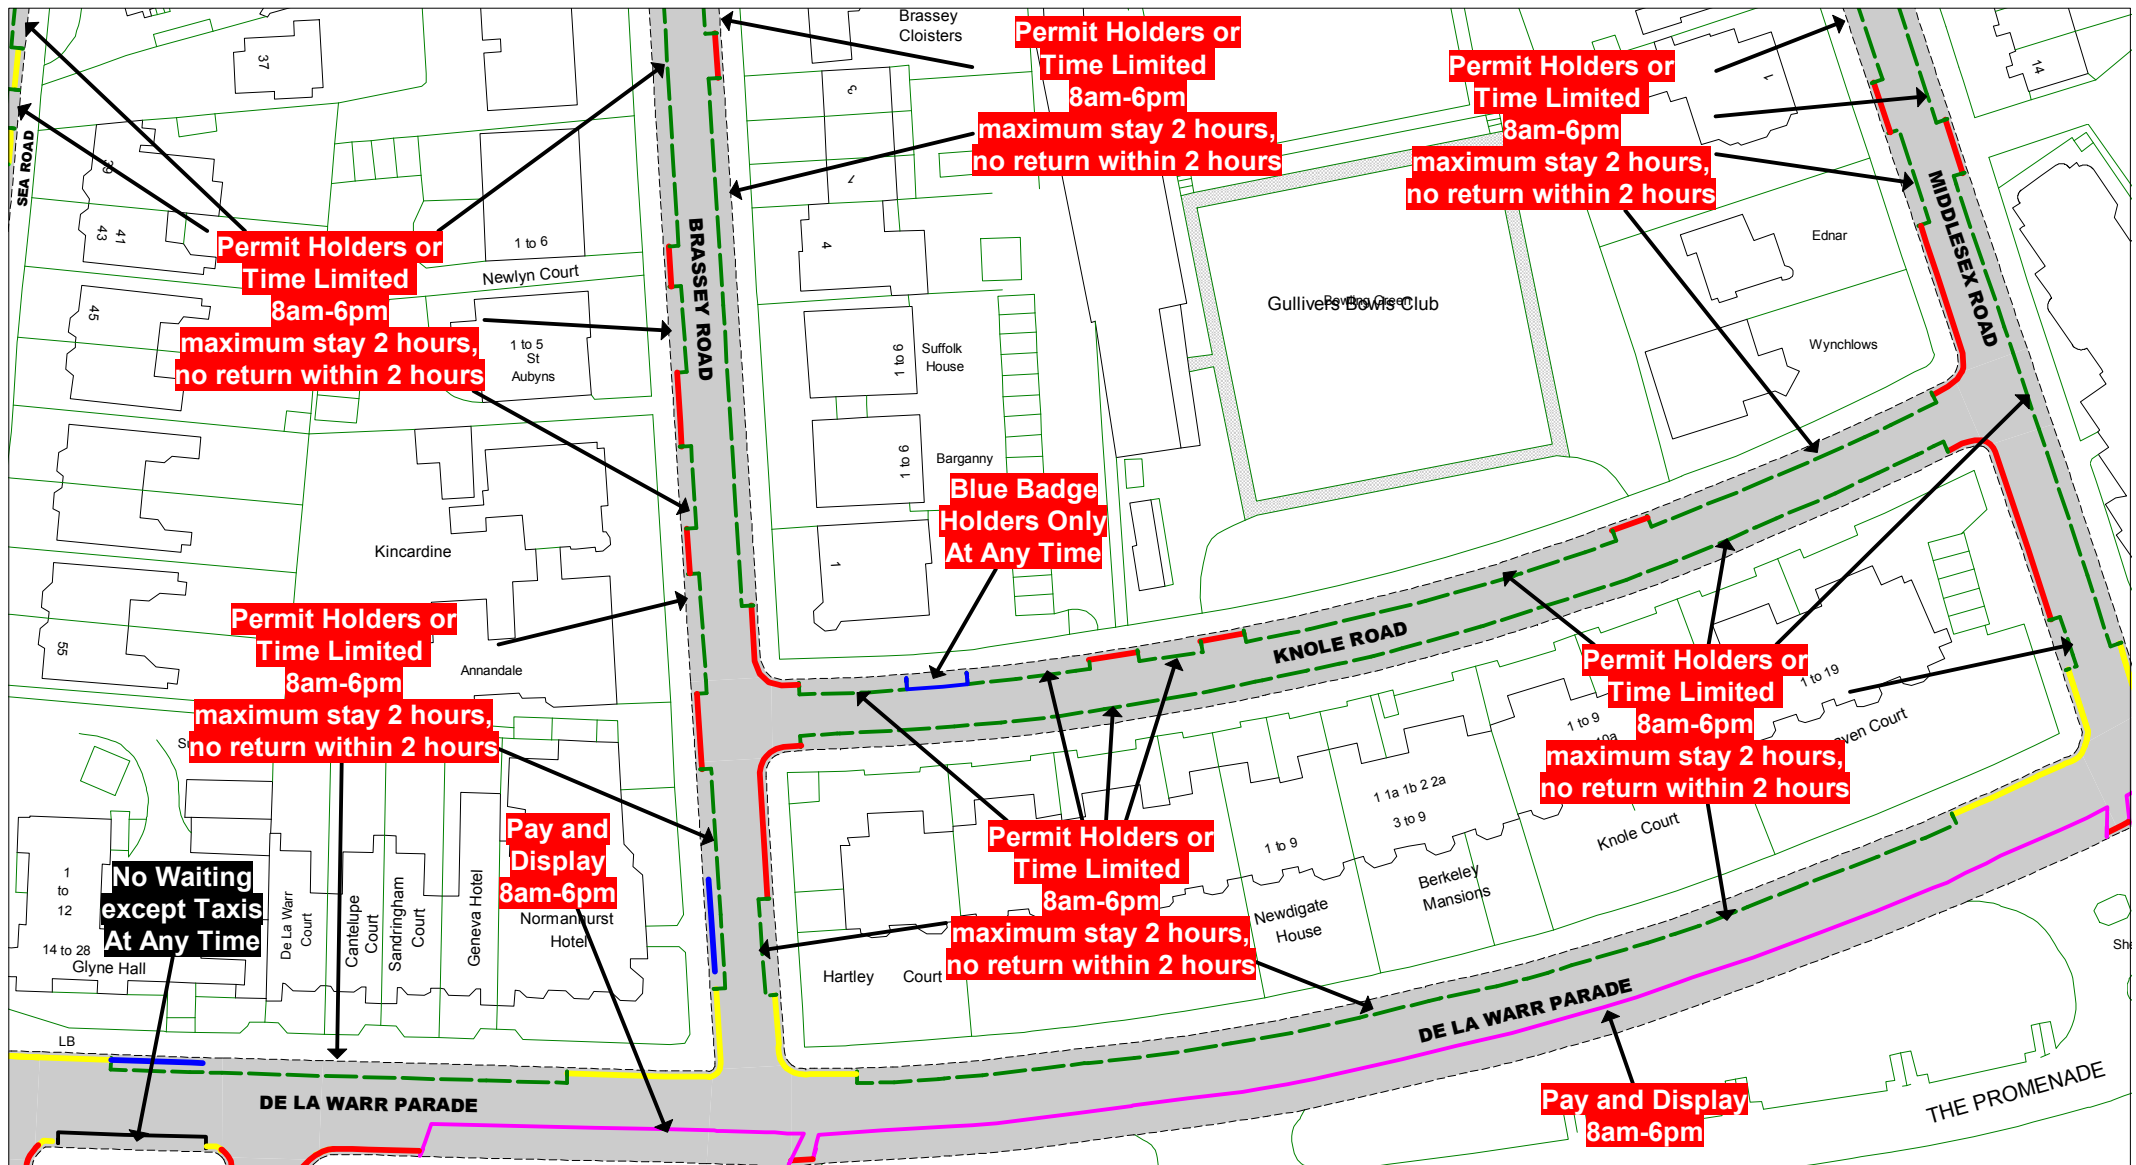 Brassey
Cloisters
Permit Holders or
Time Limited
8am-6pm
maximum stay 2 hours,
no return within 2 hours
Permit Holders or
Time Limited
8am-6pm
maximum stay 2 hours,
no return within 2 hours
37
3
7
1
14
SEA ROAD
39
41
43
45
55
Permit Holders or
Time Limited
8am-6pm
maximum stay 2 hours,
no return within 2 hours
1 to 6
Newlyn Court
1 to 5
St
Aubyns
BRASSEY ROAD
4
1 to 6
Suffolk
House
1 to 6
Barganny
1
Gullivers Bowls Club
Bowling Green
MIDDLESEX ROAD
Ednar
Wynchlows
Blue Badge
Holders Only
At Any Time
Kincardine
Annandale
Permit Holders or
Time Limited
8am-6pm
maximum stay 2 hours,
no return within 2 hours
KNOLE ROAD
Permit Holders or
Time Limited
8am-6pm
maximum stay 2 hours,
no return within 2 hours
1 to 19
1 to 9
10a
Knole Court
1 1a 1b 2 2a
3 to 9
Berkeley
Mansions
1 to 9
Newdigate
House
Permit Holders or
Time Limited
8am-6pm
maximum stay 2 hours,
no return within 2 hours
Hartley Court
Pay and
Display
8am-6pm
Normanhurst
Hotel
Geneva Hotel
Sandringham
Court
Cantelupe
Court
De La Warr
Court
No Waiting
except Taxis
At Any Time
1
to
12
14 to 28
Glyne Hall
LB
DE LA WARR PARADE
DE LA WARR PARADE
Pay and Display
8am-6pm
THE PROMENADE